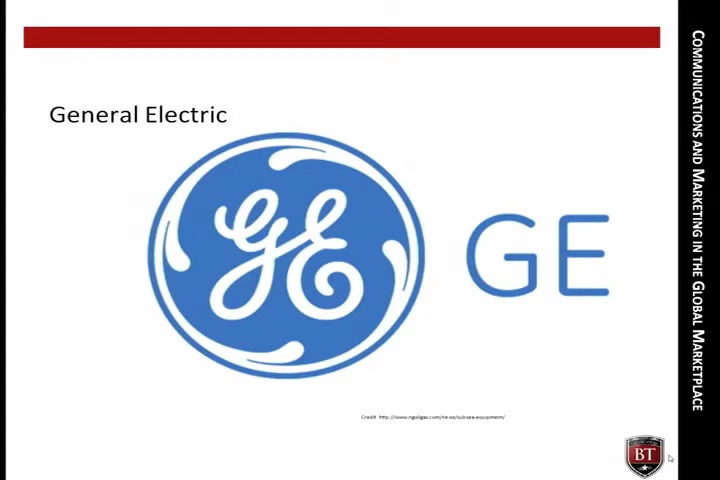 General Electric
GE
GE
Credit http://www.ngoilgas.com/news/subsea-equipment/
COMMUNICATIONS AND MARKETING IN THE GLOBAL MARKETPLACE
BT